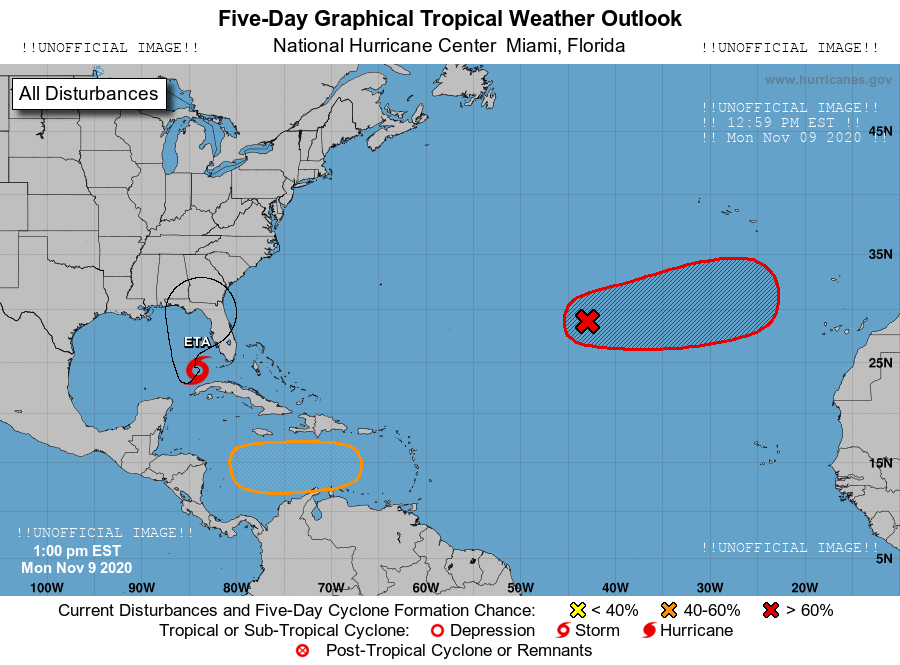 Five-Day Graphical Tropical Weather Outlook
!!UNOFFICIAL IMAGE!! National Hurricane Center  Miami, Florida !!UNOFFICIAL IMAGE!!
www.hurricanes.gov
All Disturbances
!!UNOFFICIAL IMAGE!!
!! 12:59 PM EST !!
!! Mon Nov 09 2020 !!
45N
35N
ETA
25N
15N
!!UNOFFICIAL IMAGE!!
1:00 pm EST
Mon Nov 9 2020
!!UNOFFICIAL IMAGE!!
5N
100W 90W 80W 70W 60W 50W 40W 30W 20W
Current Disturbances and Five-Day Cyclone Formation Chance: < 40% 40-60% > 60%
Tropical or Sub-Tropical Cyclone: Depression Storm Hurricane
Post-Tropical Cyclone or Remnants